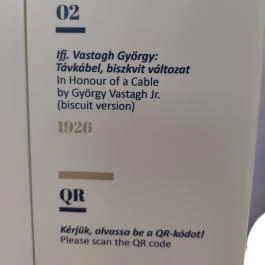 02
Ifj. Vastagh György:
Távkábel, biszkvit változat
In Honour of a Cable
by György Vastagh Jr.
(biscuit version)
1926
QR
Kérjük, olvassa be a QR-kódot!
Please scan the QR code